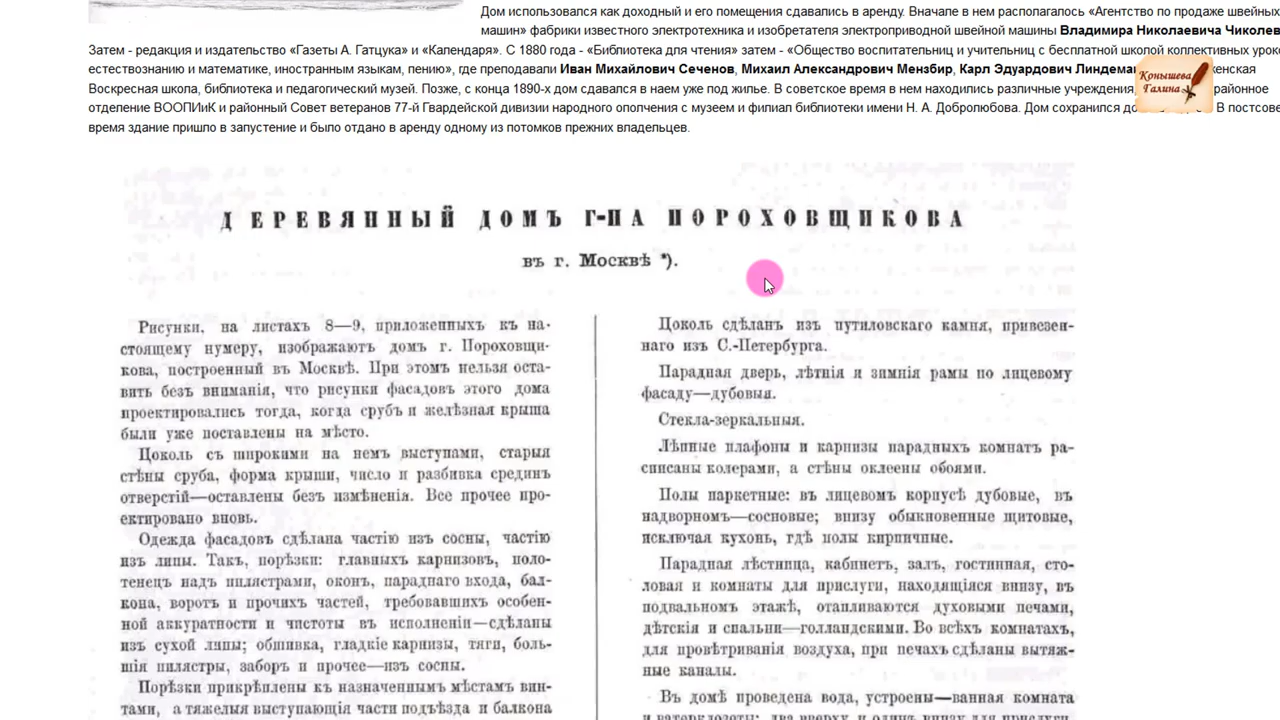 Дом использовался как доходный и его помещения сдавались в аренду. Вначале в нем располагалось «Агентство по продаже швейных
машин» фабрики известного электротехника и изобретателя электроприводной швейной машины Владимира Николаевича Чиколев
Затем - редакция и издательство «Газеты А. Гатцука» и «Календаря». С 1880 года - «Библиотека для чтения» затем - «Общество воспитательниц и учительниц с бесплатной школой коллективных уроко
естествознанию и математике, иностранным языкам, пению», где преподавали Иван Михайлович Сеченов, Михаил Александрович Мензбир, Карл Эдуардович Линдема женская
Воскресная школа, библиотека и педагогический музей. Позже, с конца 1890-х дом сдавался в наем уже под жилье. В советское время в нем находились различные учреждения, районное
отделение ВООПИиК и районный Совет ветеранов 77-й Гвардейской дивизии народного ополчения с музеем и филиал библиотеки имени Н. А. Добролюбова. Дом сохранился до В постсове
время здание пришло в запустение и было отдано в аренду одному из потомков прежних владельцев.
Конышева
Галина
ДЕРЕВЯННЫЙ ДОМЪ Г-НА ПОРОХОВЩИКОВА
въ г. Москвѣ *).
Рисунки, на листахъ 8—9, приложенныхъ къ на-
стоящему нумеру, изображаютъ домъ г. Пороховщи-
кова, построенный въ Москвѣ. При этомъ нельзя оста-
вить безъ вниманія, что рисунки фасадовъ этого дома
проектировались тогда, когда срубъ и желѣзная крыша
были уже поставлены на мѣсто.
Цоколь съ широкими на немъ выступами, старыя
стѣны сруба, форма крыши, число и разбивка срединъ
отверстій—оставлены безъ измѣненія. Все прочее про-
ектировано вновь.
Одежда фасадовъ сдѣлана частію изъ сосны, частію
изъ липы. Такъ, порѣзки: главныхъ карнизовъ, поло-
тенецъ надъ пилястрами, оконъ, параднаго входа, бал-
кона, воротъ и прочихъ частей, требовавшихъ особен-
ной аккуратности и чистоты въ исполненіи—сдѣланы
изъ сухой липы; обшивка, гладкіе карнизы, тяги, боль-
шія пилястры, заборъ и прочее—изъ сосны.
Порѣзки прикрѣплены къ назначеннымъ мѣстамъ вин-
тами, а тяжелыя выступающія части подъѣзда и балкона
Цоколь сдѣланъ изъ путиловскаго камня, привезен-
наго изъ С.-Петербурга.
Парадная дверь, лѣтнія и зимнія рамы по лицевому
фасаду—дубовыя.
Стекла-зеркальныя.
Лѣпные плафоны и карнизы парадныхъ комнатъ ра-
списаны колерами, а стѣны оклеены обоями.
Полы паркетные: въ лицевомъ корпусѣ дубовые, въ
надворномъ—сосновые; внизу обыкновенные щитовые,
исключая кухонь, гдѣ полы кирпичные.
Парадная лѣстница, кабинетъ, залъ, гостинная, сто-
ловая и комнаты для прислуги, находящіяся внизу, въ
подвальномъ этажѣ, отапливаются духовыми печами,
дѣтскія и спальни—голландскими. Во всѣхъ комнатахъ,
для провѣтриванія воздуха, при печахъ сдѣланы вытяж-
ные каналы.
Въ домѣ проведена вода, устроены—ванная комната
и ватерклозеты: два вверху и одинъ внизу для прислуги.